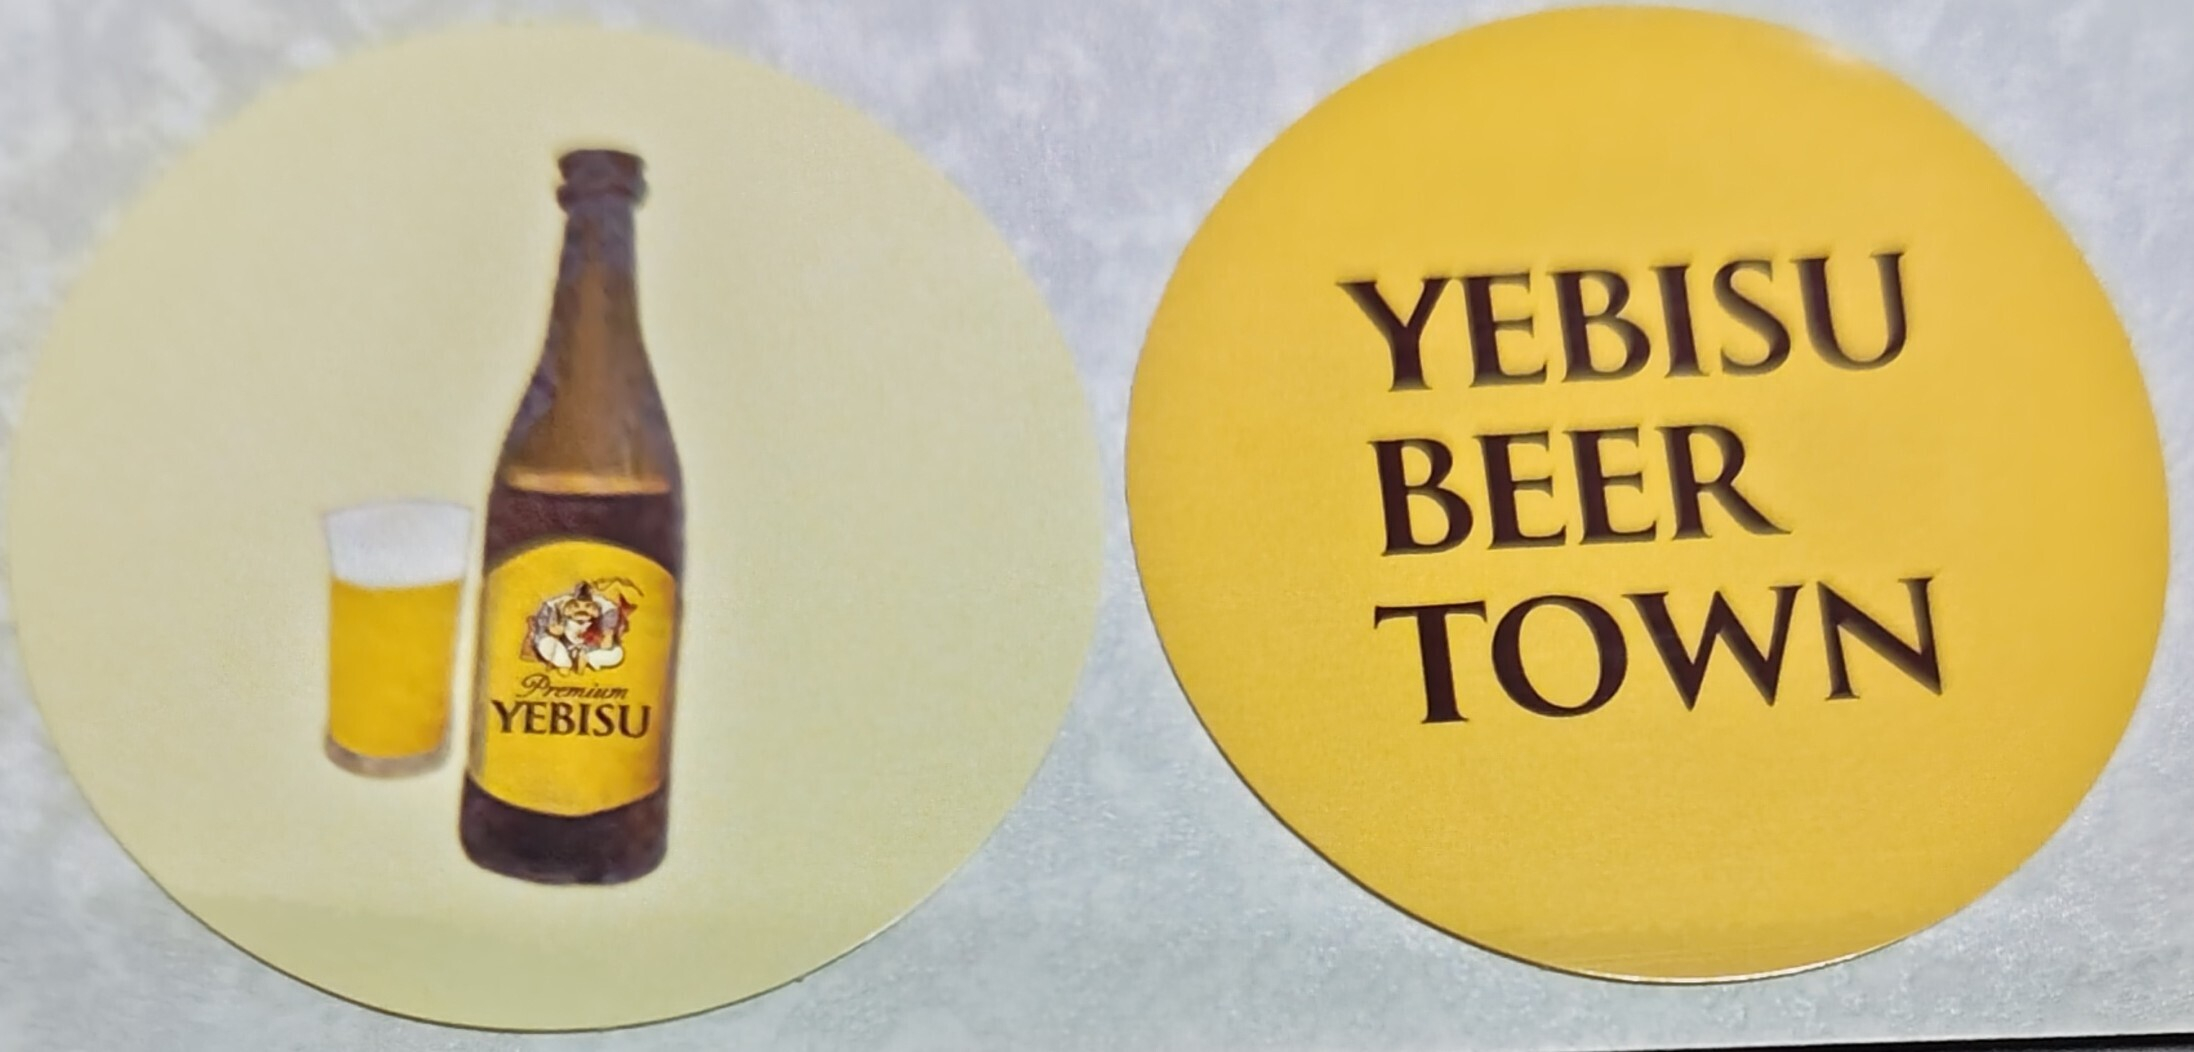 Premium
YEBISU
YEBISU
BEER
TOWN